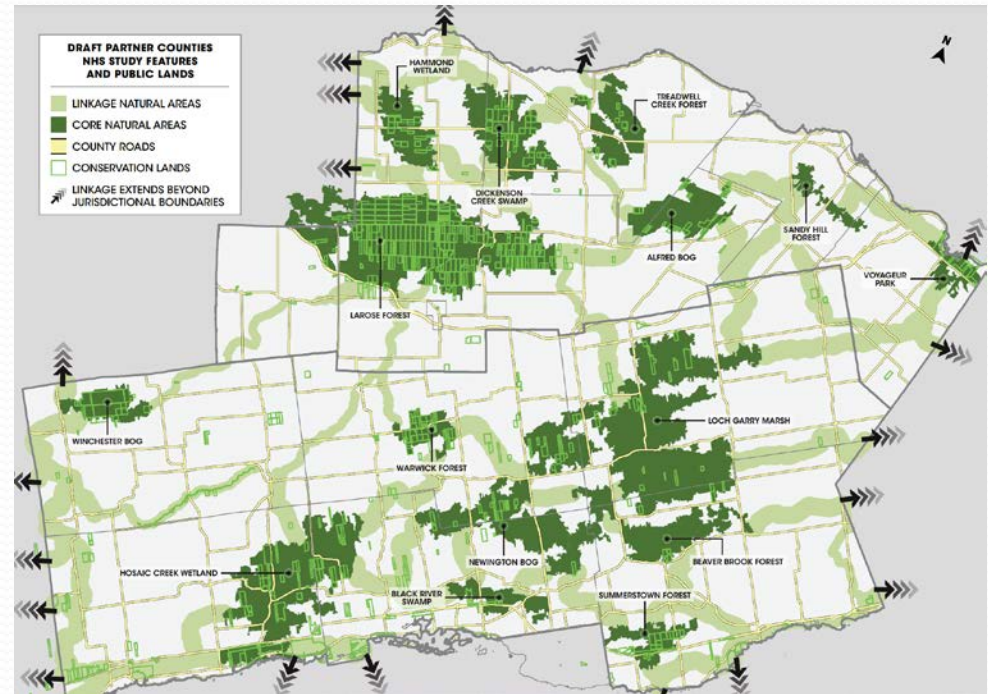 DRAFT PARTNER COUNTIES
NHS STUDY FEATURES
AND PUBLIC LANDS
LINKAGE NATURAL AREAS
CORE NATURAL AREAS
COUNTY ROADS
CONSERVATION LANDS
LINKAGE EXTENDS BEYOND
JURISDICTIONAL BOUNDARIES
N
HAMMOND
WETLAND
TREADWELL
CREEK FOREST
DICKENSON
CREEK SWAMP
SANDY HILL
FOREST
ALFRED BOG
VOYAGEUR
PARK
LAROSE FOREST
WINCHESTER BOG
LOCH GARRY MARSH
WARWICK FOREST
NEWINGTON BOG
BEAVER BROOK FOREST
HOSAIC CREEK WETLAND
BLACK RIVER
SWAMP
SUMMERSTOWN FOREST